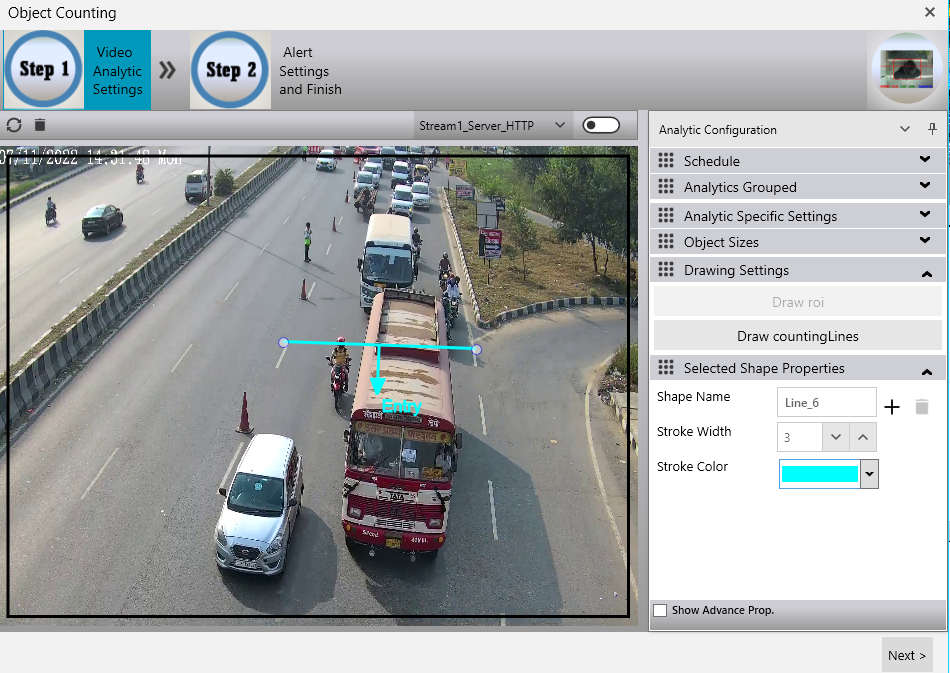 Object Counting
Step 1
Video
Analytic
Settings
Step 2
Alert
Settings
and Finish
Stream1_Server_HTTP
07/11/2022 14:31:48 Mon
Entry
TATA
Analytic Configuration
Schedule
Analytics Grouped
Analytic Specific Settings
Object Sizes
Drawing Settings
Draw roi
Draw countingLines
Selected Shape Properties
Shape Name
Line_6
Stroke Width
3
Stroke Color
Show Advance Prop.
Next >